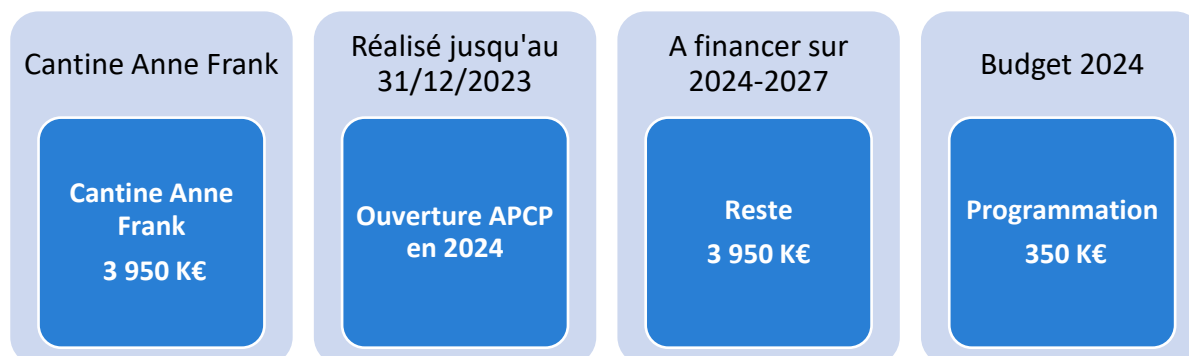 Cantine Anne Frank
Cantine Anne
Frank
3 950 K€
Réalisé jusqu'au
31/12/2023
Ouverture APCP
en 2024
A financer sur
2024-2027
Reste
3 950 K€
Budget 2024
Programmation
350 K€